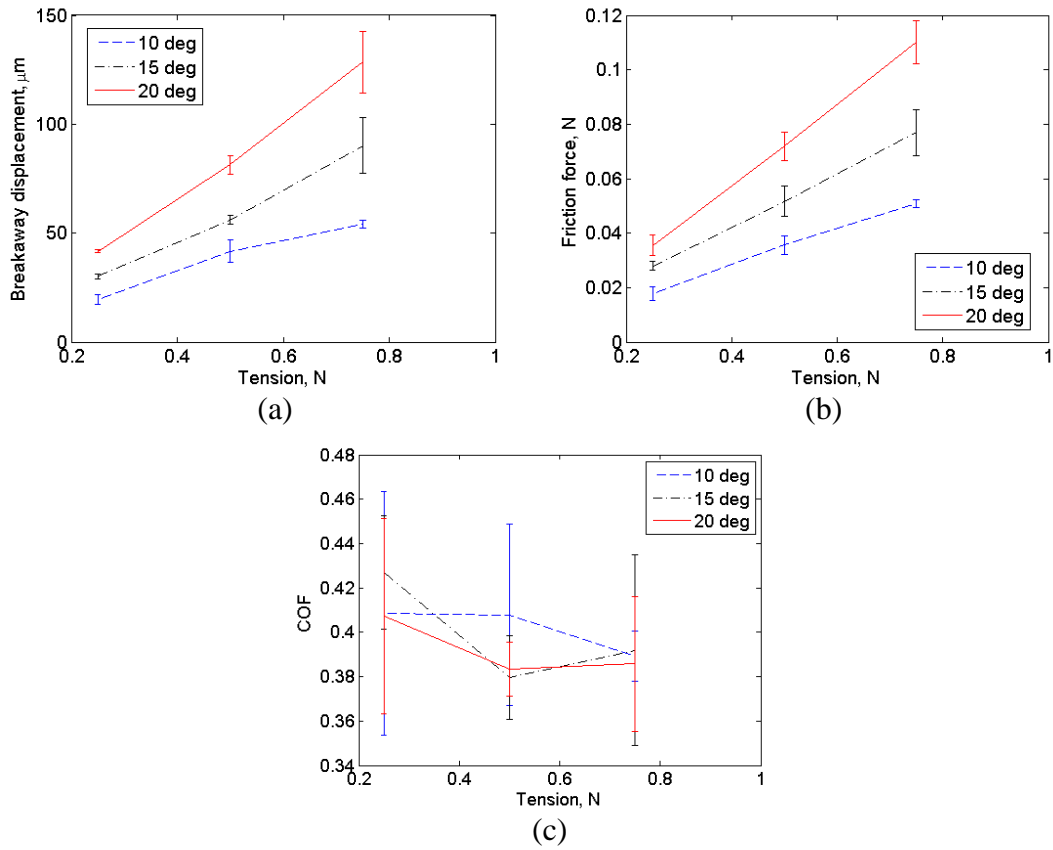 150
100
50
0
Breakaway displacement, μm
10 deg
15 deg
20 deg
0.2 0.4 0.6 0.8 1
Tension, N
(a)
0.12
0.1
0.08
0.06
0.04
0.02
0
Friction force, N
10 deg
15 deg
20 deg
0.2 0.4 0.6 0.8 1
Tension, N
(b)
0.48
0.46
0.44
0.42
0.4
0.38
0.36
0.34
COF
10 deg
15 deg
20 deg
0.2 0.4 0.6 0.8 1
Tension, N
(c)